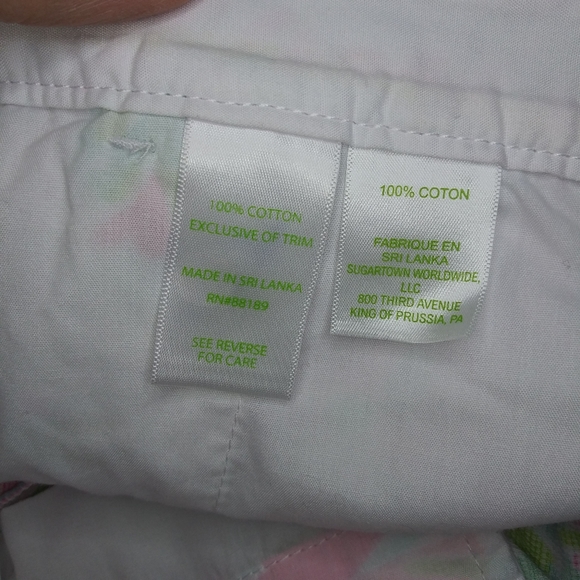 100% COTTON
EXCLUSIVE OF TRIM
MADE IN SRI LANKA
RN#88189
SEE REVERSE
FOR CARE
100% COTON
FABRIQUE EN
SRI LANKA
SUGARTOWN WORLDWIDE,
LLC
800 THIRD AVENUE
KING OF PRUSSIA, PA